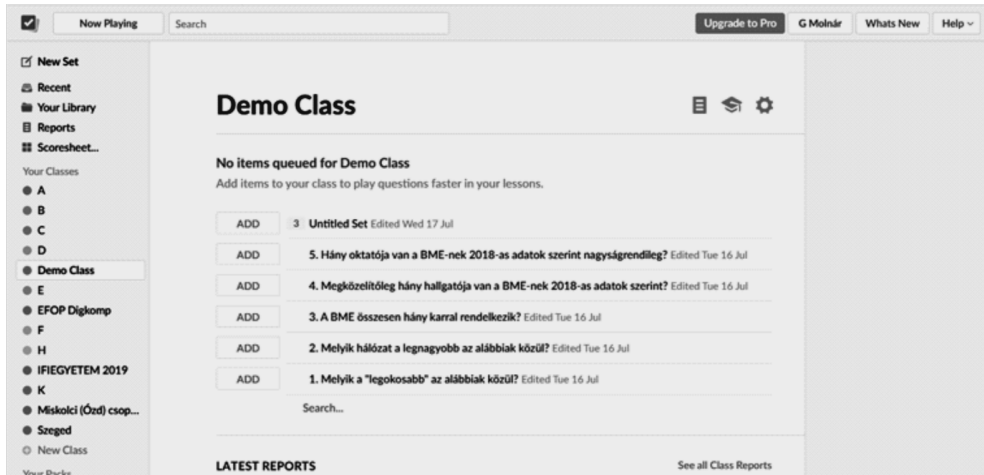 Now Playing Search Upgrade to Pro G Molnár Whats New Help
New Set
Recent
Your Library
Reports
Scoresheet...
Your Classes
A
B
C
D
Demo Class
E
EFOP Digkomp
F
H
IFIEGYETEM 2019
K
Miskolci (Ózd) csop...
Szeged
New Class
Your Packs
Demo Class
No items queued for Demo Class
Add items to your class to play questions faster in your lessons.
ADD 3 Untitled Set Edited Wed 17 Jul
ADD 5. Hány oktatója van a BME-nek 2018-as adatok szerint nagyságrendileg? Edited Tue 16 Jul
ADD 4. Megközelítőleg hány hallgatója van a BME-nek 2018-as adatok szerint? Edited Tue 16 Jul
ADD 3. A BME összesen hány karral rendelkezik? Edited Tue 16 Jul
ADD 2. Melyik hálózat a legnagyobb az alábbiak közül? Edited Tue 16 Jul
ADD 1. Melyik a "legokosabb" az alábbiak közül? Edited Tue 16 Jul
Search...
LATEST REPORTS See all Class Reports